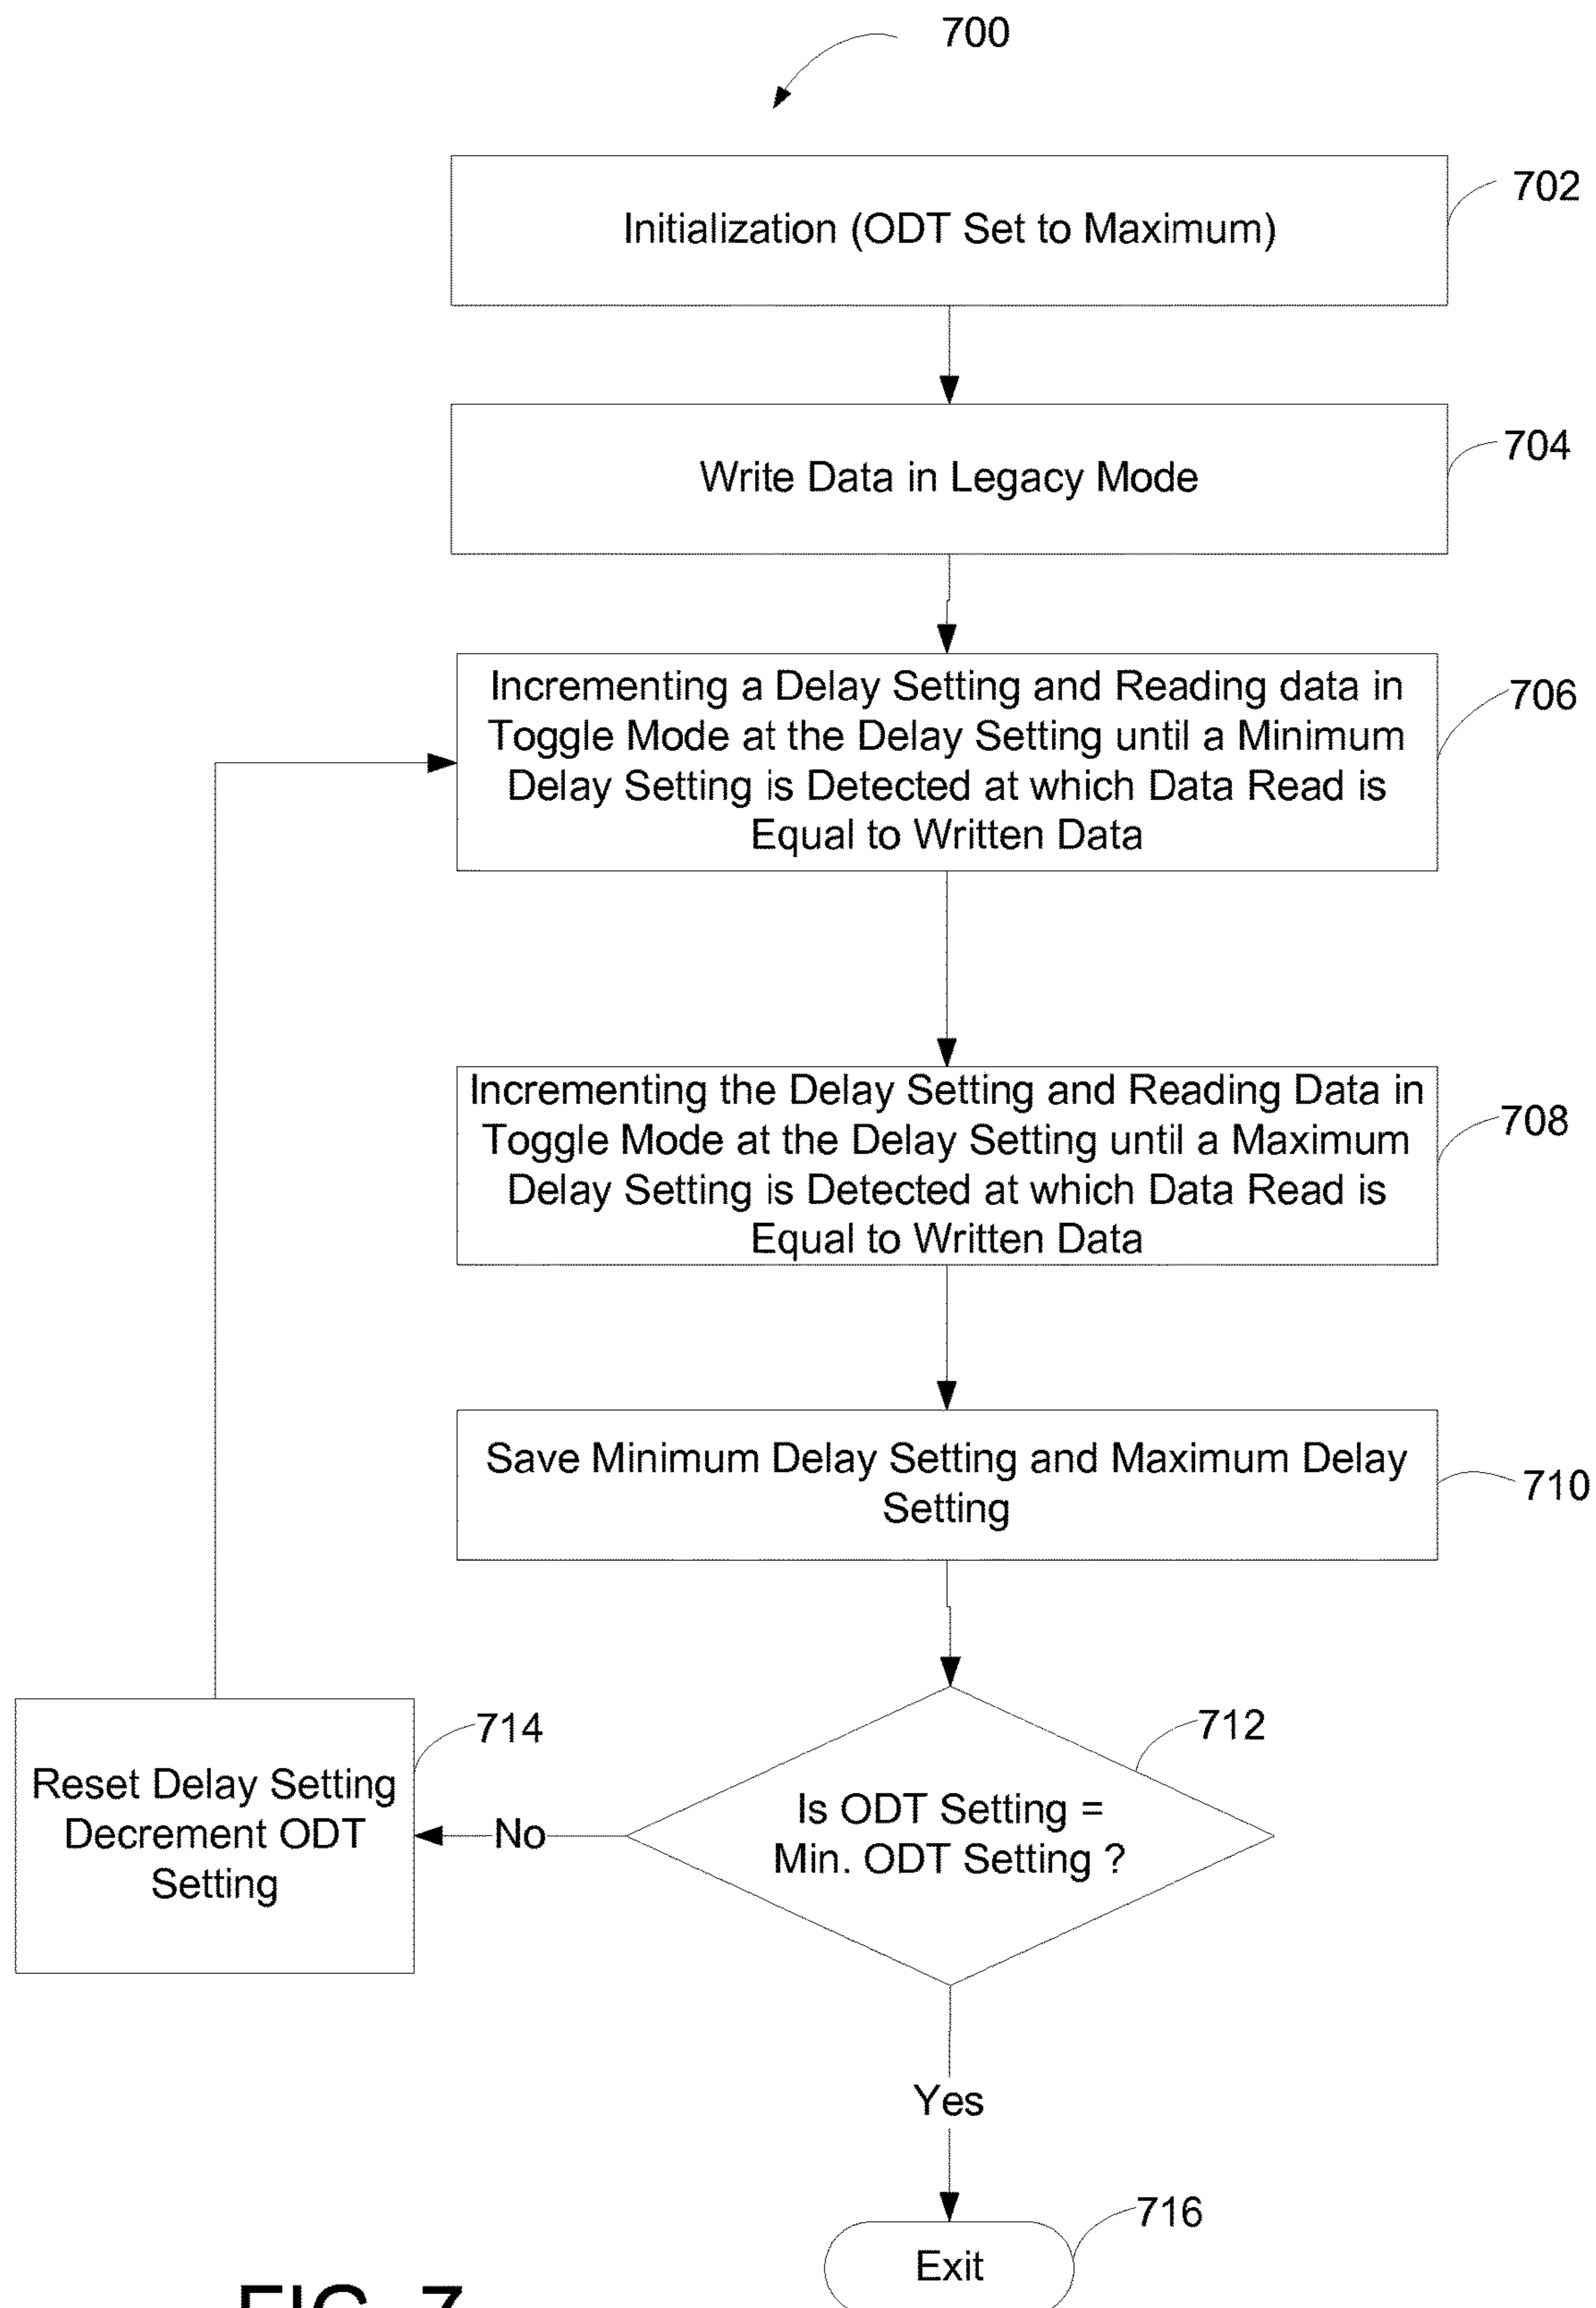 700
Initialization (ODT Set to Maximum)
702
Write Data in Legacy Mode
704
Incrementing a Delay Setting and Reading data in
Toggle Mode at the Delay Setting until a Minimum
Delay Setting is Detected at which Data Read is
Equal to Written Data
706
Incrementing the Delay Setting and Reading Data in
Toggle Mode at the Delay Setting until a Maximum
Delay Setting is Detected at which Data Read is
Equal to Written Data
708
Save Minimum Delay Setting and Maximum Delay
Setting
710
Is ODT Setting =
Min. ODT Setting ?
712
No
Reset Delay Setting
Decrement ODT
Setting
714
Yes
Exit
716
FIG. 7